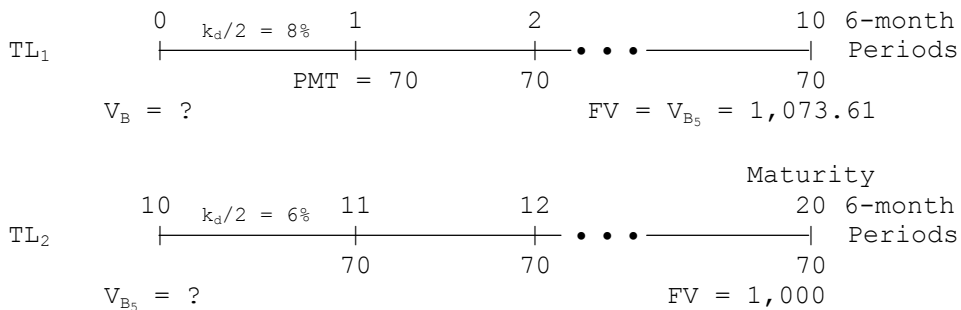 0 1 2 10 6-month
k_d/2 = 8%
TL₁ • • • Periods
PMT = 70 70 70
V_B = ? FV = V_B₅ = 1,073.61
Maturity
10 11 12 20 6-month
k_d/2 = 6%
TL₂ • • • Periods
70 70 70
V_B₅ = ? FV = 1,000